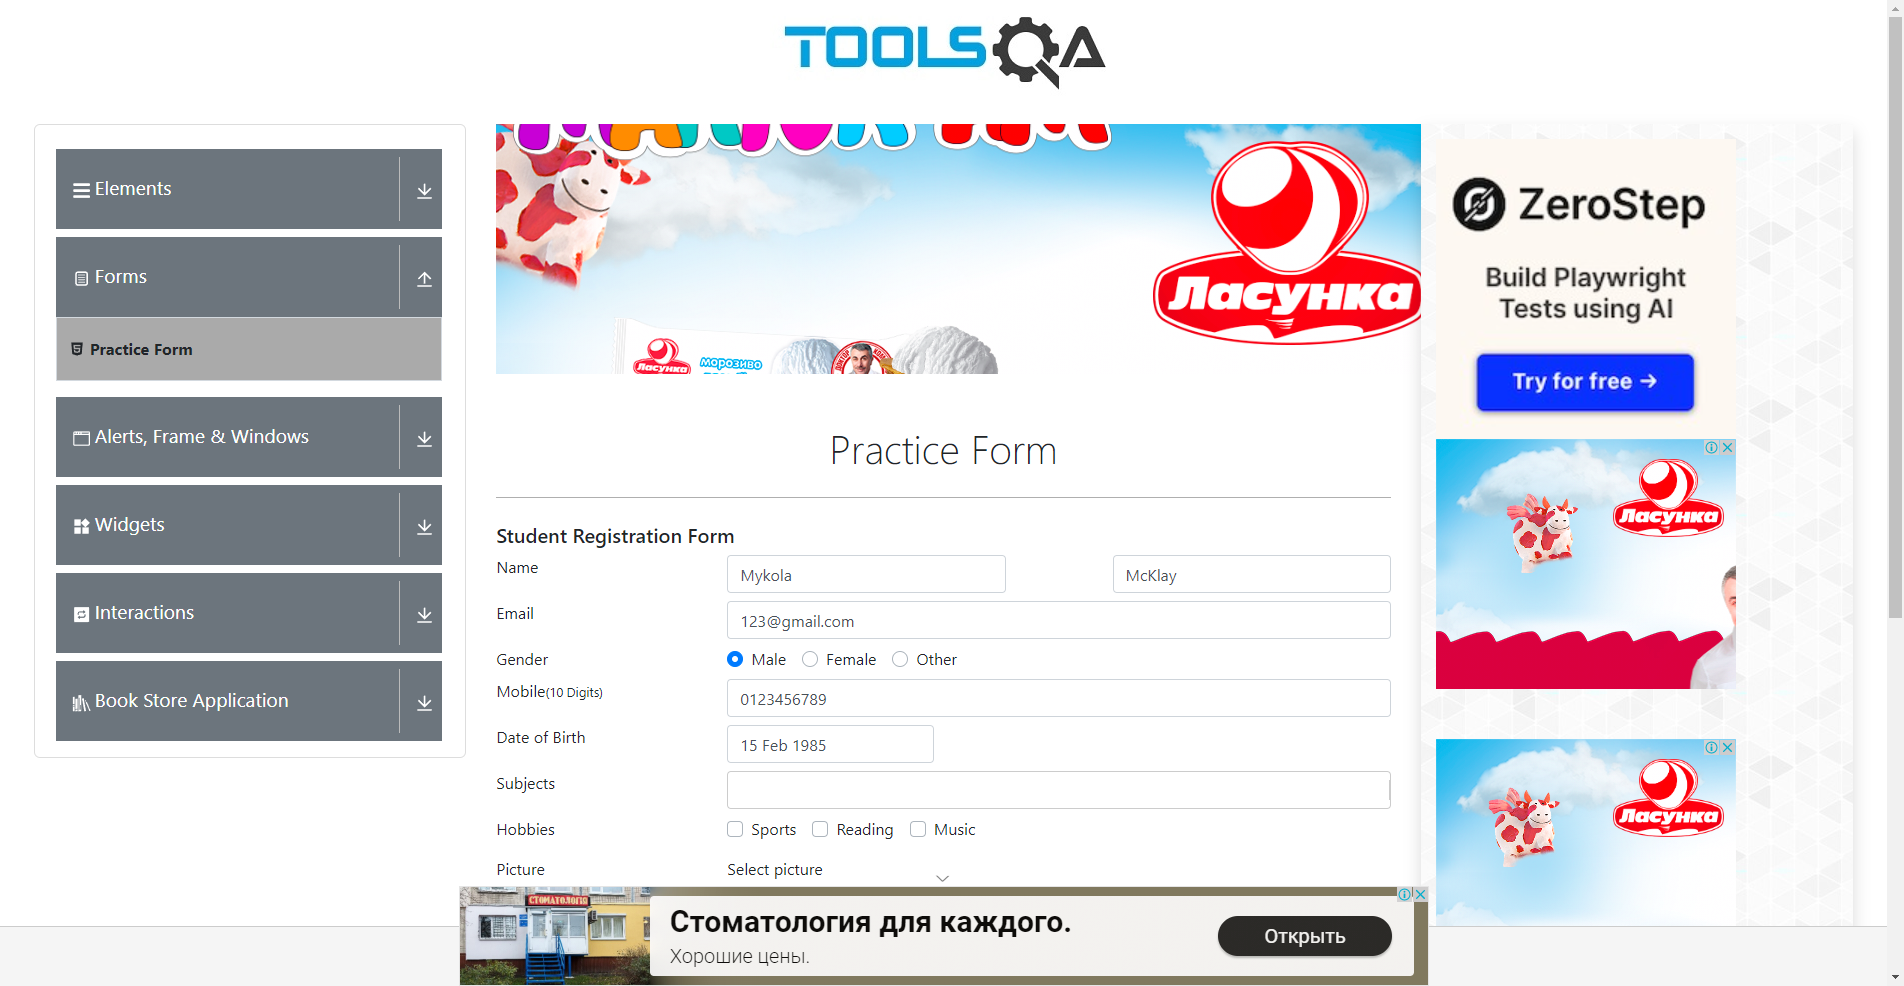 TOOLSQA
Elements
Forms
Practice Form
Alerts, Frame & Windows
Widgets
Interactions
Book Store Application
Ласунка
Ласунка
морозиво
ДОКТОР
Practice Form
Student Registration Form
Name
Mykola
McKlay
Email
123@gmail.com
Gender
Male
Female
Other
Mobile(10 Digits)
0123456789
Date of Birth
15 Feb 1985
Subjects
Hobbies
Sports
Reading
Music
Picture
Select picture
ZeroStep
Build Playwright
Tests using AI
Try for free →
Ласунка
Ласунка
СТОМАТОЛОГІЯ
Стоматология для каждого.
Хорошие цены.
Открыть